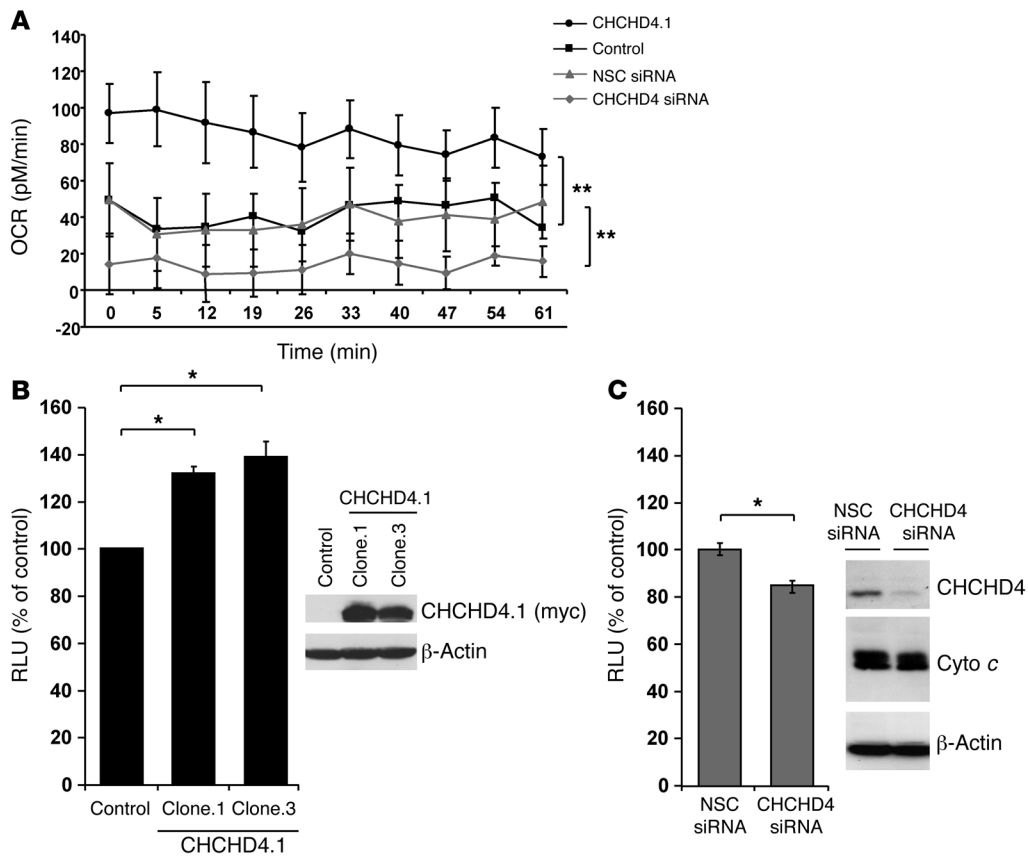 A
CHCHD4.1
Control
NSC siRNA
CHCHD4 siRNA
OCR (pM/min)
140
120
100
80
60
40
20
0
-20
0 5 12 19 26 33 40 47 54 61
Time (min)
**
**
B
RLU (% of control)
160
140
120
100
80
60
40
20
0
*
*
Control Clone.1 Clone.3
CHCHD4.1
CHCHD4.1
Control
Clone.1
Clone.3
CHCHD4.1 (myc)
β-Actin
C
RLU (% of control)
160
140
120
100
80
60
40
20
0
*
NSC
siRNA
CHCHD4
siRNA
NSC
siRNA
CHCHD4
siRNA
CHCHD4
Cyto c
β-Actin